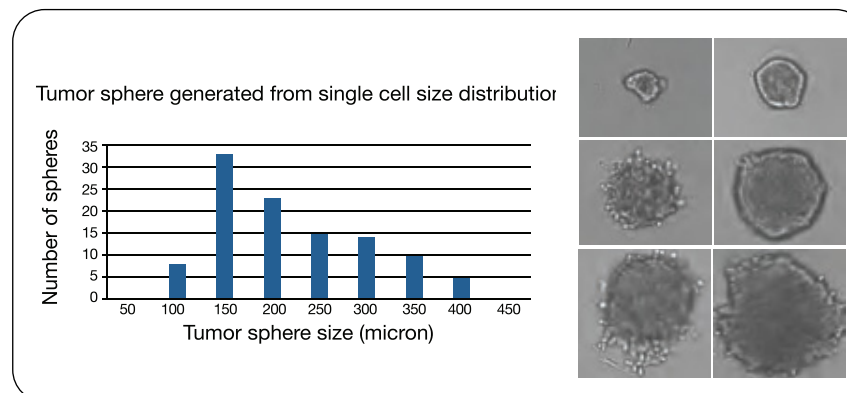 Tumor sphere generated from single cell size distribution
Number of spheres
35
30
25
20
15
10
5
0
50 100 150 200 250 300 350 400 450
Tumor sphere size (micron)